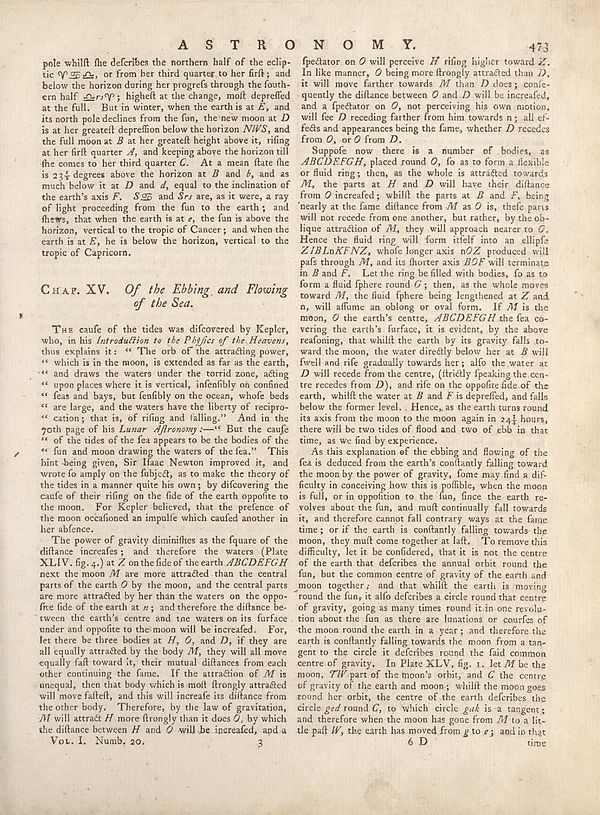 ASTRONOMY. 473
pole whilſt ſhe deſcribes the northern half of the eclip-
tic ♈♋♎, or from her third quarter to her firſt; and
below the horizon during her progreſs through the ſouth-
ern half ♎♑♈; higheſt at the change, moſt depreſſed
at the full. But in winter, when the earth is at E, and
its north pole declines from the ſun, the new moon at D
is at her greateſt depreſſion below the horizon NWS, and
the full moon at B at her greateſt height above it, riſing
at her firſt quarter A, and keeping above the horizon till
ſhe comes to her third quarter C. At a mean ſtate ſhe
is 23½ degrees above the horizon at B and b, and as
much below it at D and d, equal to the inclination of
the earth's axis F. S♋ and S♑ are, as it were, a ray
of light proceeding from the ſun to the earth; and
ſhews, that when the earth is at e, the ſun is above the
horizon, vertical to the tropic of Cancer; and when the
earth is at E, he is below the horizon, vertical to the
tropic of Capricorn.
CHAP. XV. Of the Ebbing and Flowing
of the Sea.
THE cauſe of the tides was diſcovered by Kepler,
who, in his Introduction to the Phyſics of the Heavens,
thus explains it: “ The orb of the attracting power,
“ which is in the moon, is extended as far as the earth,
“ and draws the waters under the torrid zone, acting
“ upon places where it is vertical, inſenſibly on confined
“ ſeas and bays, but ſenſibly on the ocean, whoſe beds
“ are large, and the waters have the liberty of recipro-
“ cation; that is, of riſing and falling.” And in the
70th page of his Lunar Aſtronomy:—“ But the cauſe
“ of the tides of the ſea appears to be the bodies of the
“ ſun and moon drawing the waters of the ſea.” This
hint being given, Sir Iſaac Newton improved it, and
wrote ſo amply on the ſubject, as to make the theory of
the tides in a manner quite his own; by diſcovering the
cauſe of their riſing on the ſide of the earth oppoſite to
the moon. For Kepler believed, that the preſence of
the moon occaſioned an impulſe which cauſed another in
her abſence.
The power of gravity diminiſhes as the ſquare of the
diſtance increaſes; and therefore the waters (Plate
XLIV. fig. 4.) at Z on the ſide of the earth ABCDEFGH
next the moon M are more attracted than the central
parts of the earth O by the moon, and the central parts
are more attracted by her than the waters on the oppo-
ſite ſide of the earth at n; and therefore the diſtance be-
tween the earth's centre and the waters on its ſurface
under and oppoſite to the moon will be increaſed. For,
let there be three bodies at H, O, and D, if they are
all equally attracted by the body M, they will all move
equally faſt toward it, their mutual diſtances from each
other continuing the ſame. If the attraction of M is
unequal, then that body which is moſt ſtrongly attracted
will move faſteſt, and this will increaſe its diſtance from
the other body. Therefore, by the law of gravitation,
M will attract H more ſtrongly than it does O, by which
the diſtance between H and O will be increaſed, and a
VOL. I. Numb. 20. 3
ſpectator on O will perceive H riſing higher toward Z.
In like manner, O being more ſtrongly attracted than D,
it will move farther towards M than D does; conſe-
quently the diſtance between O and D will be increaſed,
and a ſpectator on O, not perceiving his own motion,
will ſee D receding farther from him towards n; all ef-
fects and appearances being the ſame, whether D recedes
from O, or O from D.
Suppoſe now there is a number of bodies, as
ABCDEFGH, placed round O, ſo as to form a flexible
or fluid ring; then, as the whole is attracted towards
M, the parts at H and D will have their diſtance
from O increaſed; whilſt the parts at B and F, being
nearly at the ſame diſtance from M as O is, theſe parts
will not recede from one another, but rather, by the ob-
lique attraction of M, they will approach nearer to O.
Hence the fluid ring will form itſelf into an ellipſe
ZIBLnKFNZ, whoſe longer axis nOZ produced will
paſs through M, and its ſhorter axis BOF will terminate
in B and F. Let the ring be filled with bodies, ſo as to
form a fluid ſphere round O; then, as the whole moves
toward M, the fluid ſphere being lengthened at Z and
n, will aſſume an oblong or oval form. If M is the
moon, O the earth's centre, ABCDEFGH the ſea co-
vering the earth's ſurface, it is evident, by the above
reaſoning, that whilſt the earth by its gravity falls to-
ward the moon, the water directly below her at B will
ſwell and riſe gradually towards her; alſo the water at
D will recede from the centre, (ſtrictly ſpeaking the cen-
tre recedes from D), and riſe on the oppoſite ſide of the
earth, whilſt the water at B and F is depreſſed, and falls
below the former level. Hence, as the earth turns round
its axis from the moon to the moon again in 24¾ hours,
there will be two tides of flood and two of ebb in that
time, as we find by experience.
As this explanation of the ebbing and flowing of the
ſea is deduced from the earth's conſtantly falling toward
the moon by the power of gravity, ſome may find a dif-
ficulty in conceiving how this is poſſible, when the moon
is full, or in oppoſition to the ſun, ſince the earth re-
volves about the ſun, and muſt continually fall towards
it, and therefore cannot fall contrary ways at the ſame
time; or if the earth is conſtantly falling towards the
moon, they muſt come together at laſt. To remove this
difficulty, let it be conſidered, that it is not the centre
of the earth that deſcribes the annual orbit round the
ſun, but the common centre of gravity of the earth and
moon together; and that whilſt the earth is moving
round the ſun, it alſo deſcribes a circle round that centre
of gravity, going as many times round it in one revolu-
tion about the ſun as there are lunations or courſes of
the moon round the earth in a year; and therefore the
earth is conſtantly falling towards the moon from a tan-
gent to the circle it deſcribes round the ſaid common
centre of gravity. In Plate XLV, fig. 1. let M be the
moon, TW part of the moon's orbit, and C the centre
of gravity of the earth and moon; whilſt the moon goes
round her orbit, the centre of the earth deſcribes the
circle ged round C, to which circle gak is a tangent;
and therefore when the moon has gone from M to a lit-
tle paſt W, the earth has moved from g to e; and in that
6 D time